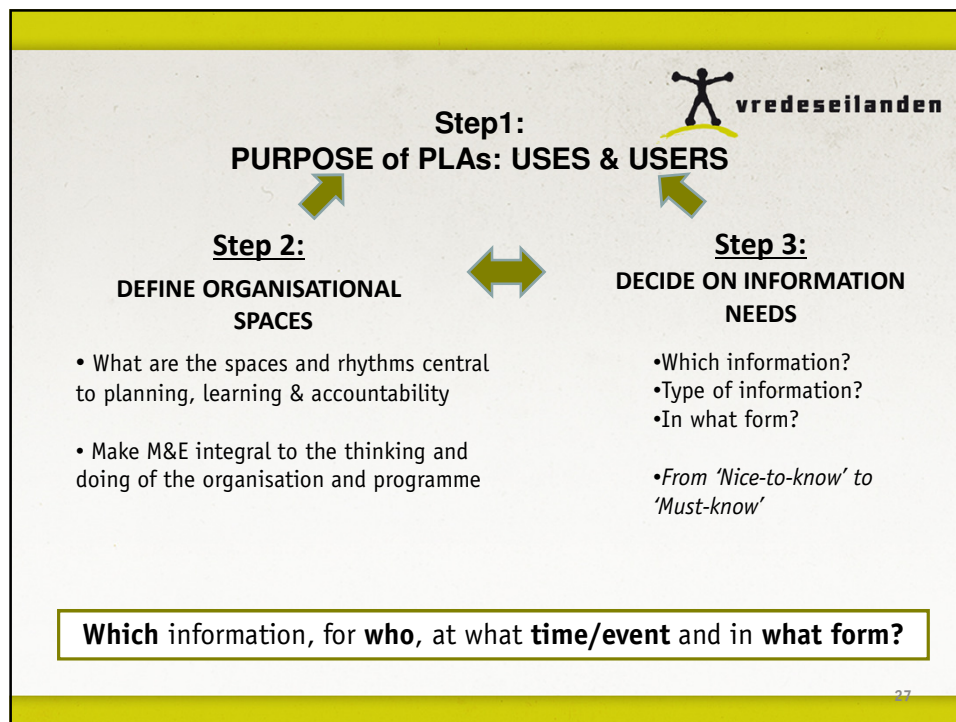 vredeseilanden
Step1:
PURPOSE of PLAs: USES & USERS
Step 2:
DEFINE ORGANISATIONAL
SPACES
• What are the spaces and rhythms central
to planning, learning & accountability
• Make M&E integral to the thinking and
doing of the organisation and programme
Step 3:
DECIDE ON INFORMATION
NEEDS
•Which information?
•Type of information?
•In what form?
•From ‘Nice-to-know’ to
‘Must-know’
Which information, for who, at what time/event and in what form?
27